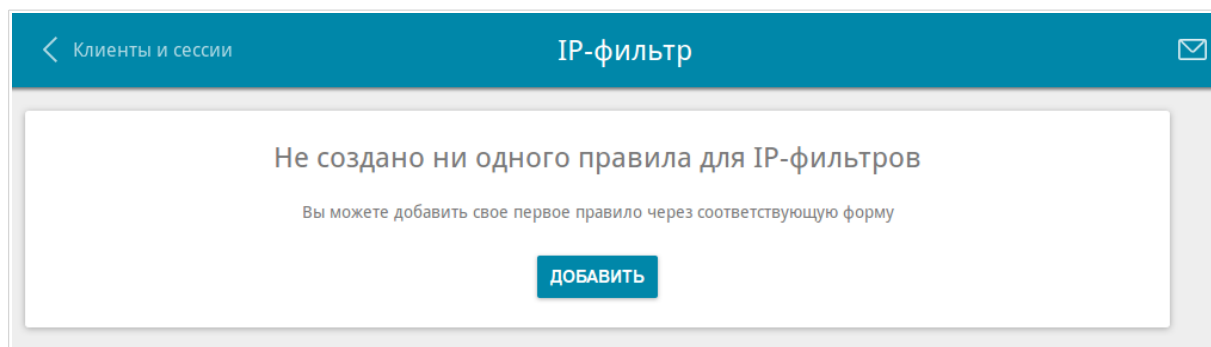 Клиенты и сессии
IP-фильтр
Не создано ни одного правила для IP-фильтров
Вы можете добавить свое первое правило через соответствующую форму
ДОБАВИТЬ